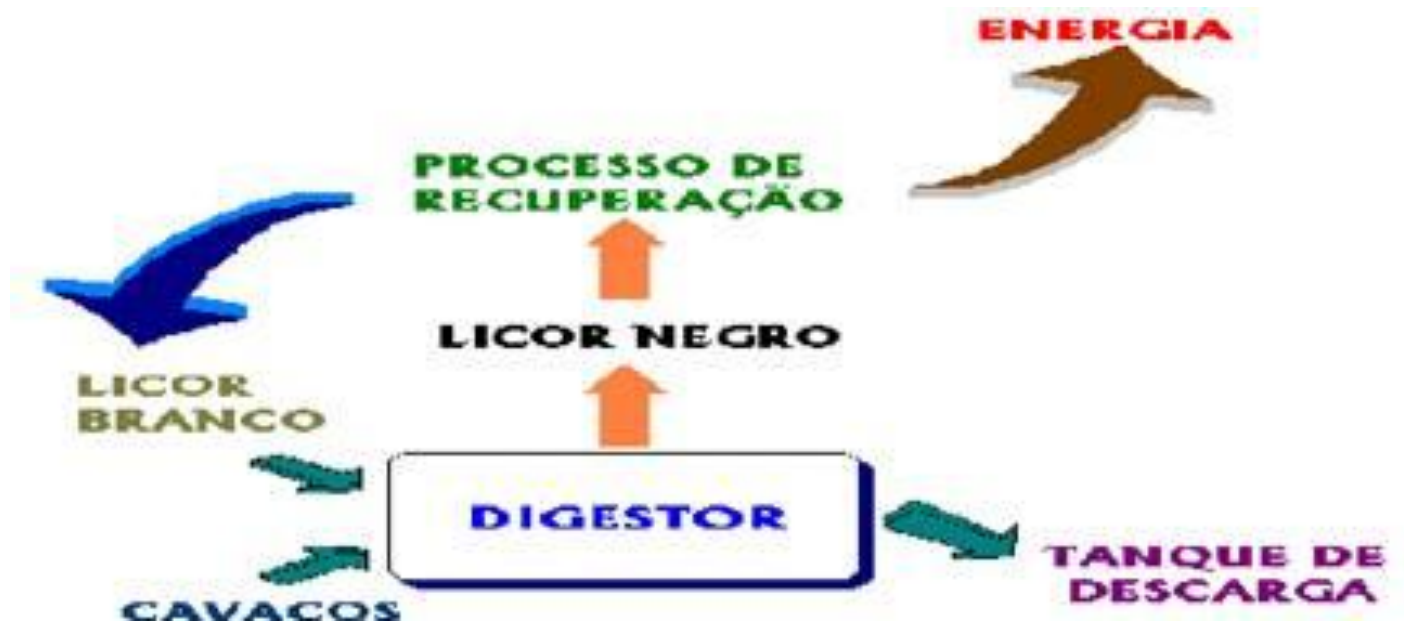 ENERGIA
PROCESSO DE
RECUPERAÇÃO
LICOR NEGRO
LICOR
BRANCO
DIGESTOR
TANQUE DE
DESCARGA
CAVACOS